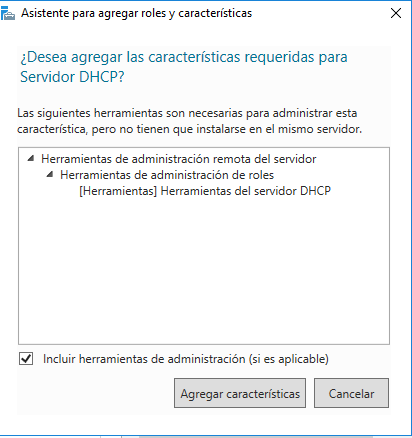 Asistente para agregar roles y características
¿Desea agregar las características requeridas para
Servidor DHCP?
Las siguientes herramientas son necesarias para administrar esta
característica, pero no tienen que instalarse en el mismo servidor.
Herramientas de administración remota del servidor
Herramientas de administración de roles
[Herramientas] Herramientas del servidor DHCP
Incluir herramientas de administración (si es aplicable)
Agregar características
Cancelar